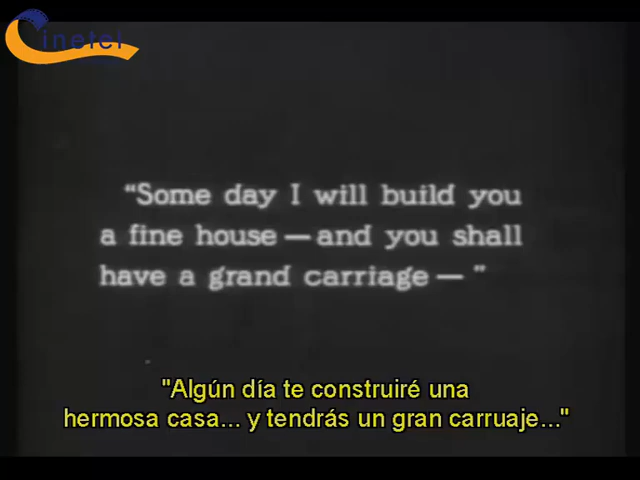 Cinetel
“Some day I will build you
a fine house — and you shall
have a grand carriage — ”
"Algún día te construiré una
hermosa casa... y tendrás un gran carruaje..."